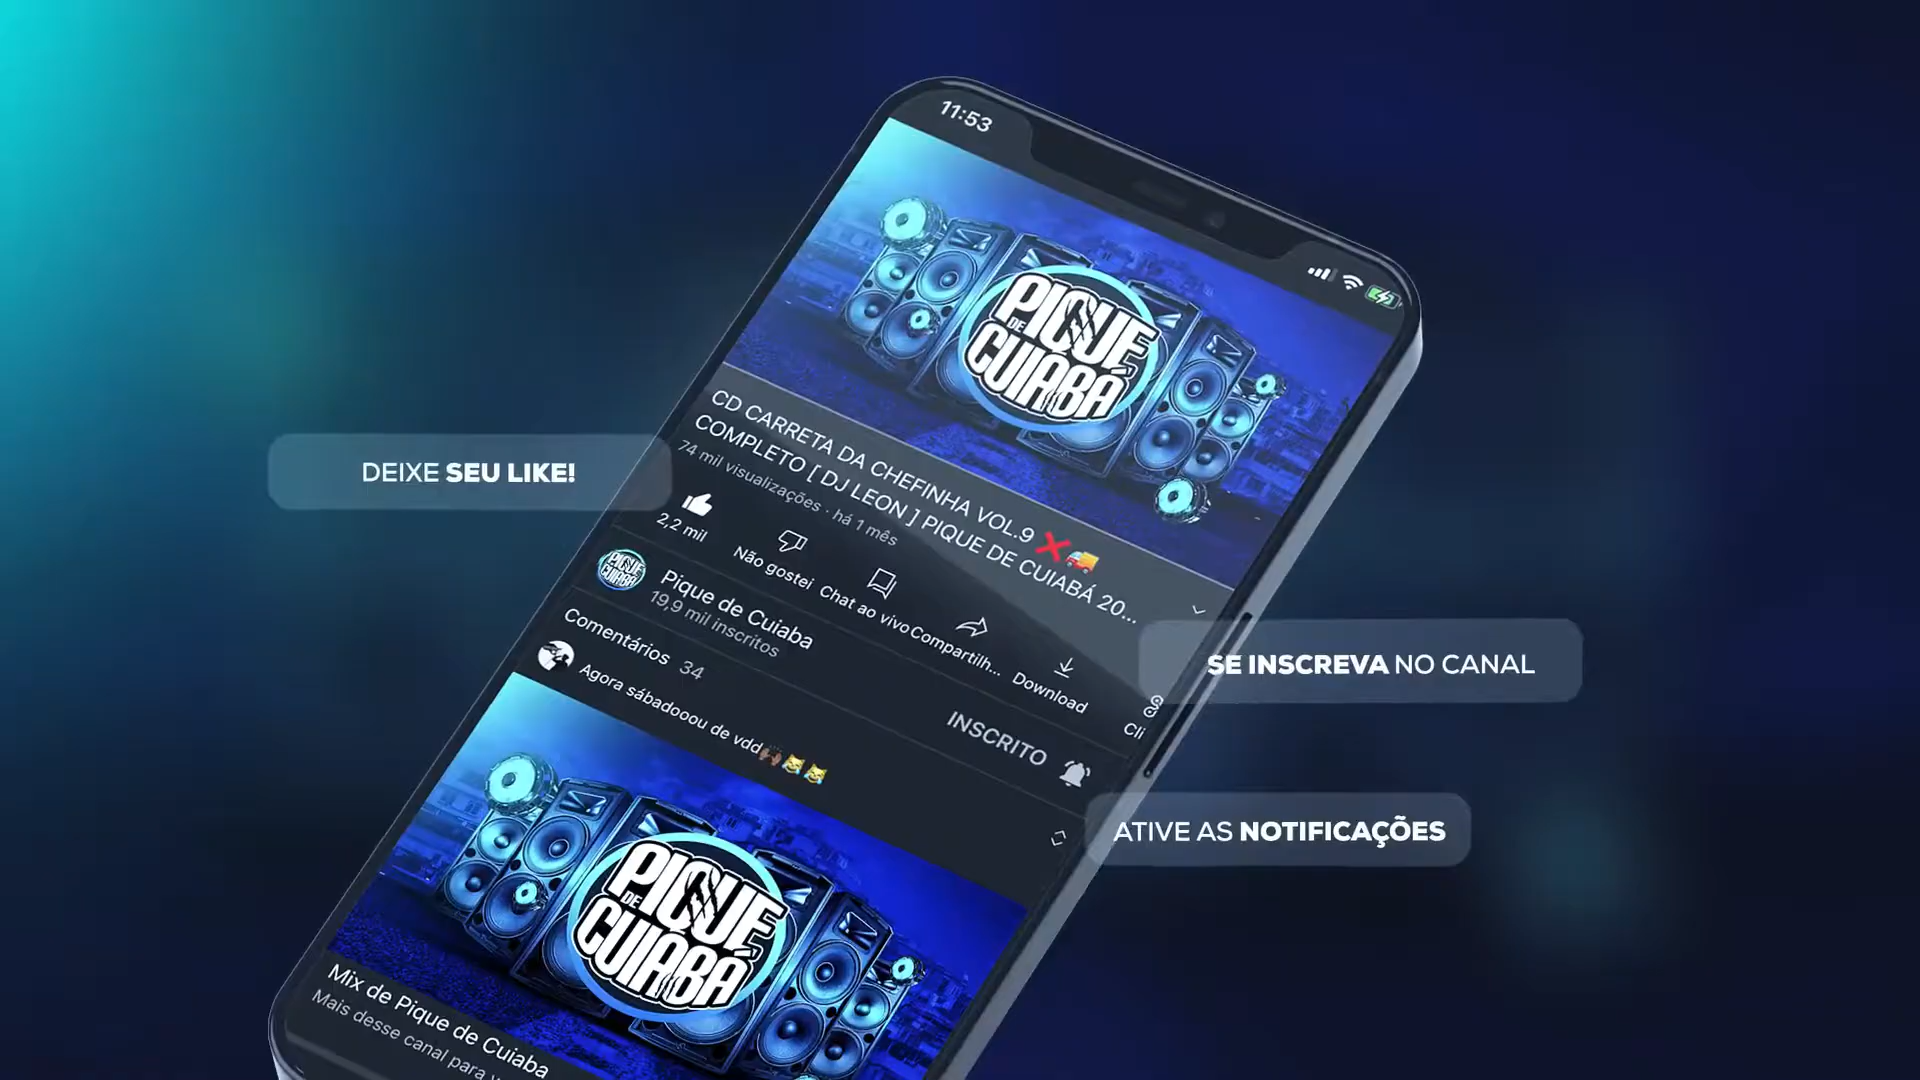 11:53
PIQUE
DE
CUIABÁ
CD CARRETA DA CHEFINHA VOL.9 ❌🚚
COMPLETO [ DJ LEON ] PIQUE DE CUIABÁ 20...
74 mil visualizações · há 1 mês
DEIXE SEU LIKE!
2,2 mil
Não gostei
Chat ao vivo
Compartilh...
Download
Cli
PIQUE
CUIABÁ
Pique de Cuiaba
19,9 mil inscritos
INSCRITO
SE INSCREVA NO CANAL
Comentários 34
Agora sábadooou de vdd🙌🏾😹😹
ATIVE AS NOTIFICAÇÕES
PIQUE
DE
CUIABÁ
Mix de Pique de Cuiaba
Mais desse canal para